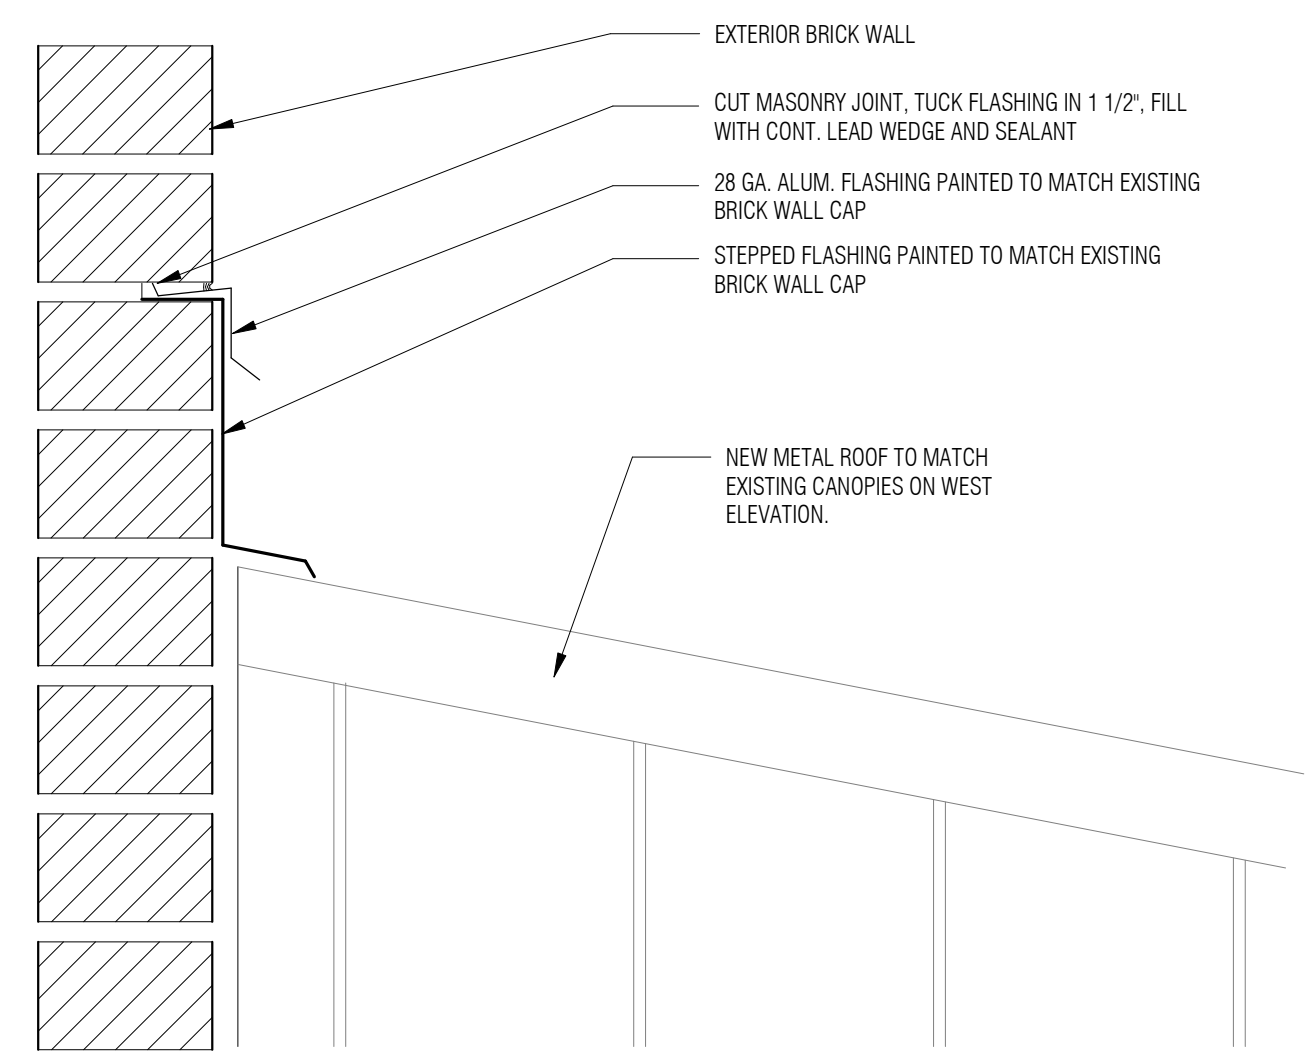 EXTERIOR BRICK WALL
CUT MASONRY JOINT, TUCK FLASHING IN 1 1/2", FILL
WITH CONT. LEAD WEDGE AND SEALANT
28 GA. ALUM. FLASHING PAINTED TO MATCH EXISTING
BRICK WALL CAP
STEPPED FLASHING PAINTED TO MATCH EXISTING
BRICK WALL CAP
NEW METAL ROOF TO MATCH
EXISTING CANOPIES ON WEST
ELEVATION.